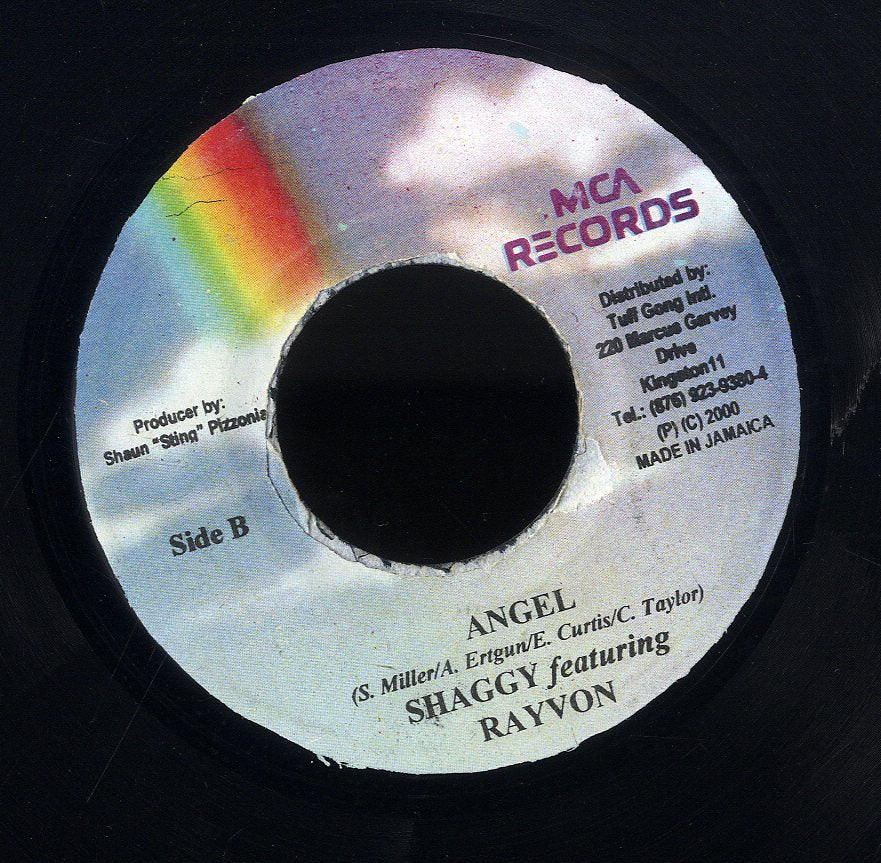 MCA
RECORDS
Distributed by:
Tuff Gong Intl.
220 Marcus Garvey
Drive
Kingston11
Tel.: (876) 923-9380-4
(P) (C) 2000
MADE IN JAMAICA
Producer by:
Shaun "Sting" Pizzonia
Side B
ANGEL
(S. Miller/A. Ertgun/E. Curtis/C. Taylor)
SHAGGY featuring
RAYVON